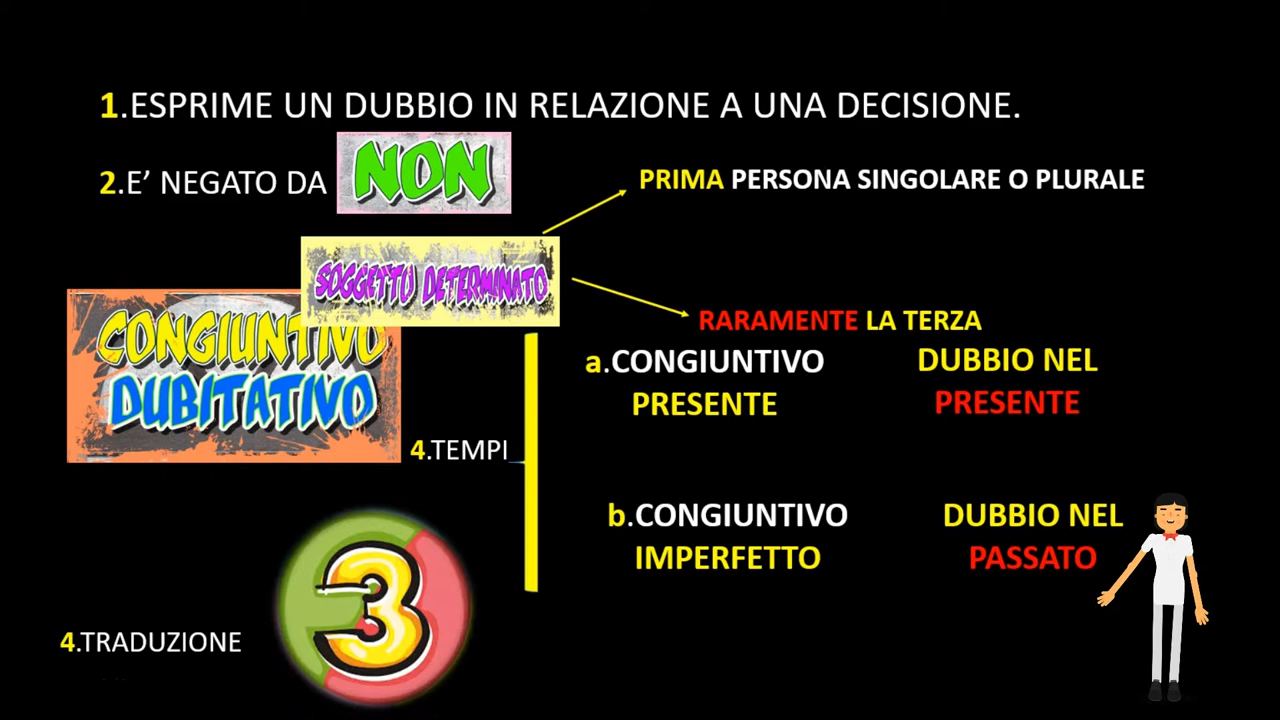 1.ESPRIME UN DUBBIO IN RELAZIONE A UNA DECISIONE.
2.E' NEGATO DA NON
PRIMA PERSONA SINGOLARE O PLURALE
SOGGETTO DETERMINATO
RARAMENTE LA TERZA
CONGIUNTIVO
DUBITATIVO
4.TEMPI
a.CONGIUNTIVO
PRESENTE
DUBBIO NEL
PRESENTE
b.CONGIUNTIVO
IMPERFETTO
DUBBIO NEL
PASSATO
4.TRADUZIONE
3